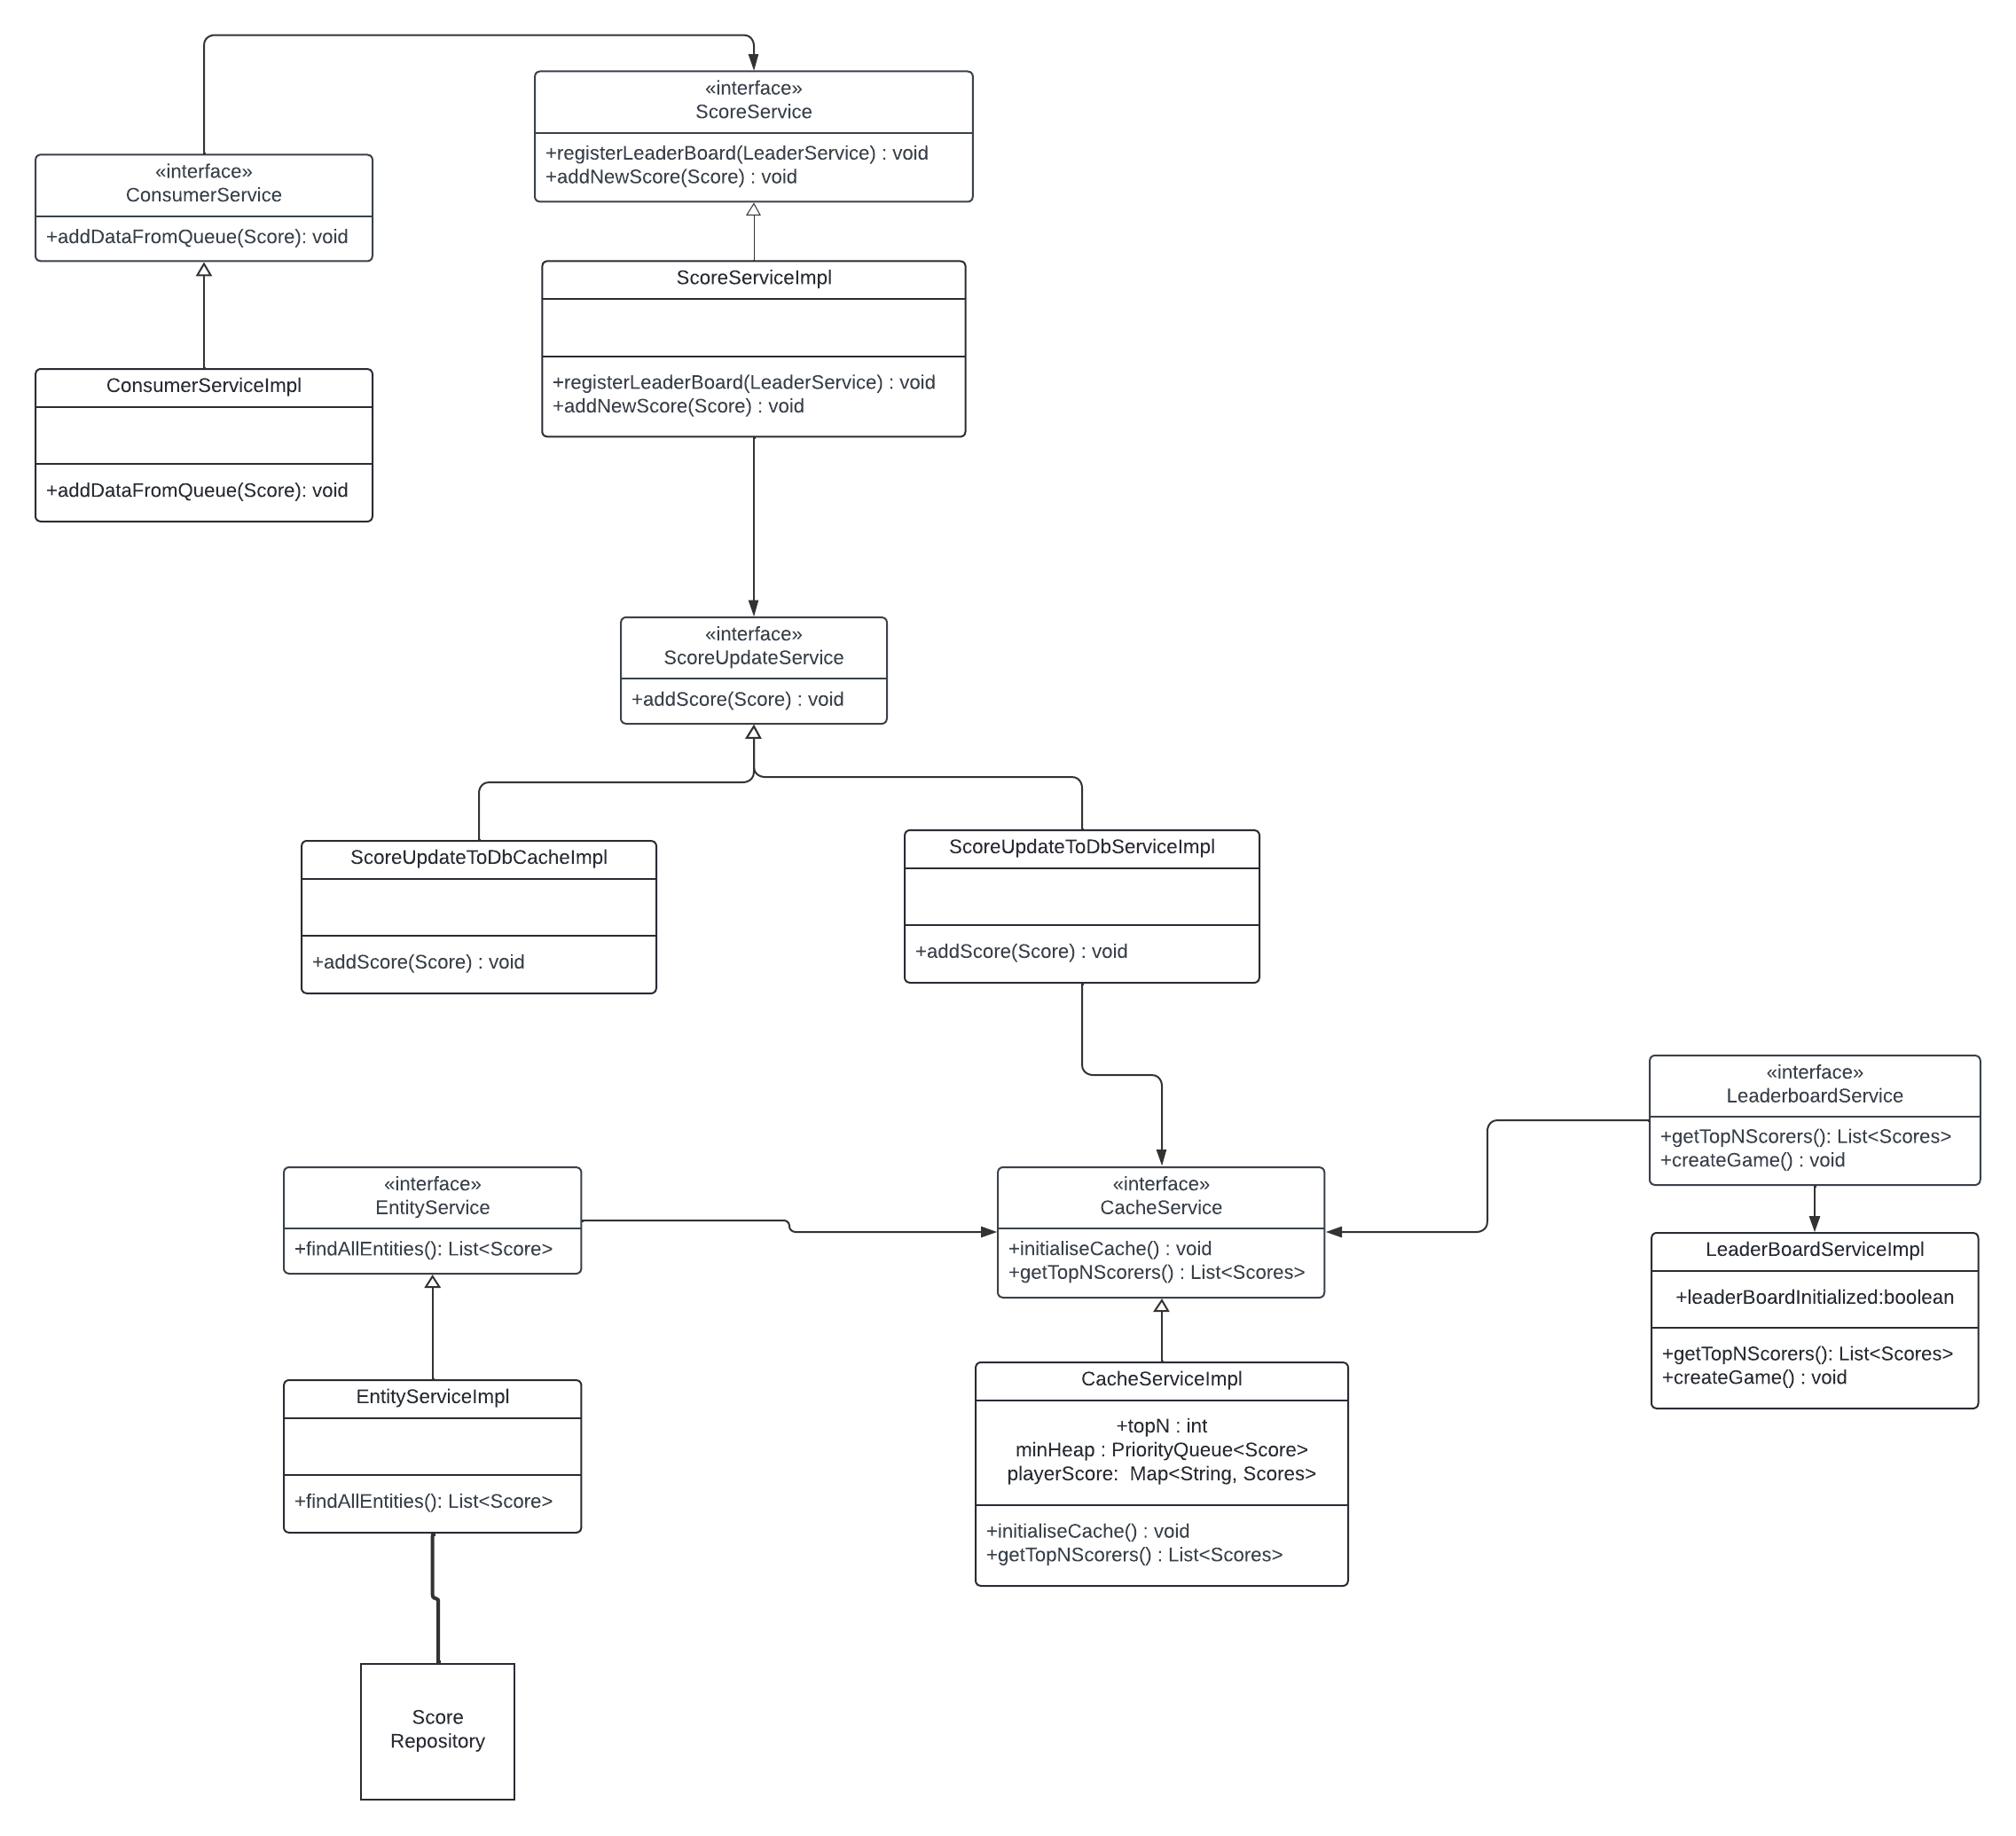 «interface»
ScoreService
+registerLeaderBoard(LeaderService) : void
+addNewScore(Score) : void
«interface»
ConsumerService
+addDataFromQueue(Score): void
ScoreServiceImpl
+registerLeaderBoard(LeaderService) : void
+addNewScore(Score) : void
ConsumerServiceImpl
+addDataFromQueue(Score): void
«interface»
ScoreUpdateService
+addScore(Score) : void
ScoreUpdateToDbCacheImpl
+addScore(Score) : void
ScoreUpdateToDbServiceImpl
+addScore(Score) : void
«interface»
LeaderboardService
+getTopNScorers(): List<Scores>
+createGame() : void
«interface»
EntityService
+findAllEntities(): List<Score>
«interface»
CacheService
+initialiseCache() : void
+getTopNScorers() : List<Scores>
LeaderBoardServiceImpl
+leaderBoardInitialized:boolean
+getTopNScorers(): List<Scores>
+createGame() : void
EntityServiceImpl
+findAllEntities(): List<Score>
CacheServiceImpl
+topN : int
minHeap : PriorityQueue<Score>
playerScore:  Map<String, Scores>
+initialiseCache() : void
+getTopNScorers() : List<Scores>
Score
Repository